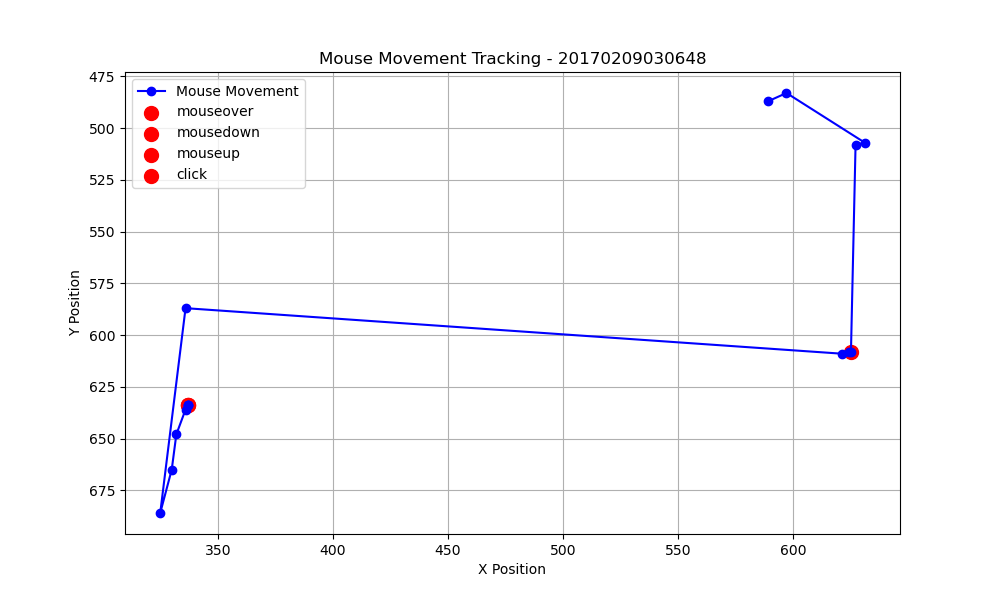 Mouse Movement Tracking - 20170209030648
Mouse Movement
mouseover
mousedown
mouseup
click
475
500
525
550
575
600
625
650
675
Y Position
350 400 450 500 550 600
X Position